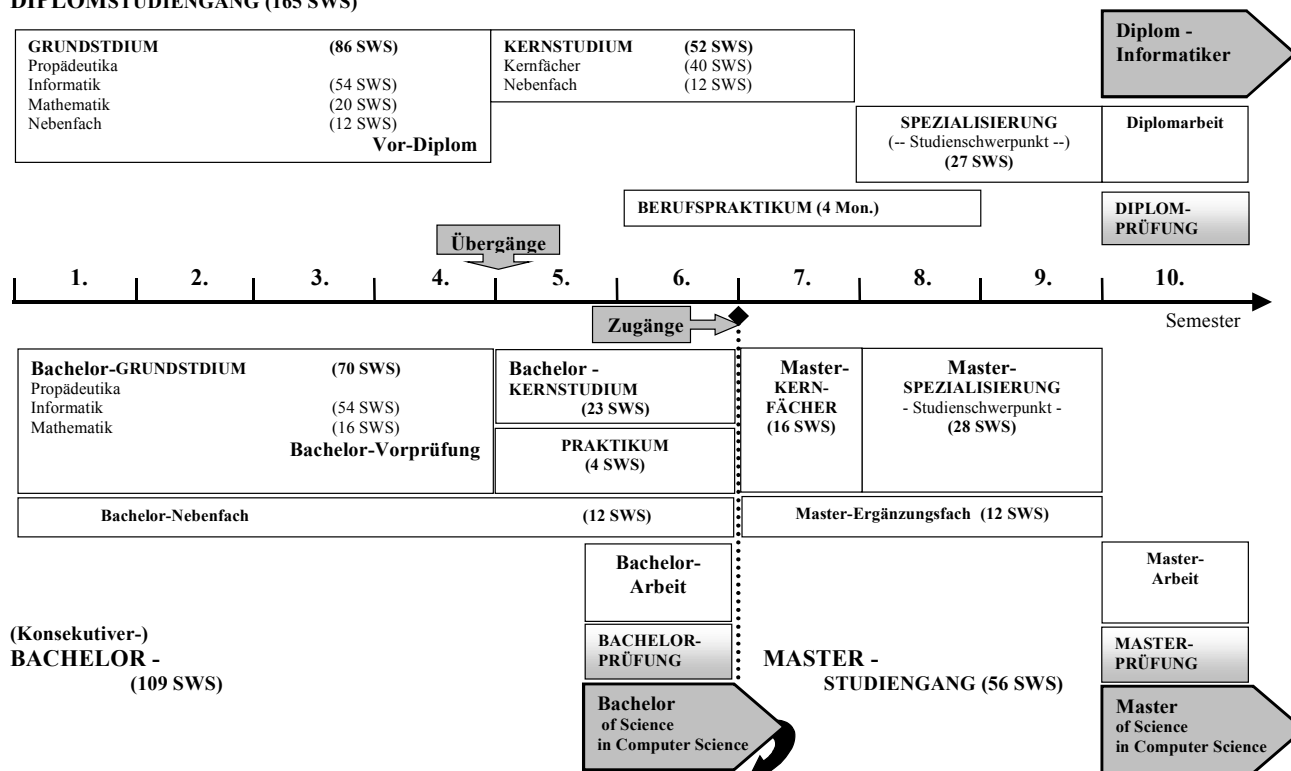 DIPLOMSTUDIENGANG (165 SWS)
GRUNDSTDIUM (86 SWS)
Propädeutika
Informatik (54 SWS)
Mathematik (20 SWS)
Nebenfach (12 SWS)
Vor-Diplom
KERNSTUDIUM (52 SWS)
Kernfächer (40 SWS)
Nebenfach (12 SWS)
Diplom -
Informatiker
SPEZIALISIERUNG
(-- Studienschwerpunkt --)
(27 SWS)
Diplomarbeit
BERUFSPRAKTIKUM (4 Mon.)
DIPLOM-
PRÜFUNG
Übergänge
1. 2. 3. 4. 5. 6. 7. 8. 9. 10.
Semester
Zugänge
Bachelor-GRUNDSTDIUM (70 SWS)
Propädeutika
Informatik (54 SWS)
Mathematik (16 SWS)
Bachelor-Vorprüfung
Bachelor -
KERNSTUDIUM
(23 SWS)
PRAKTIKUM
(4 SWS)
Master-
KERN-
FÄCHER
(16 SWS)
Master-
SPEZIALISIERUNG
- Studienschwerpunkt -
(28 SWS)
Bachelor-Nebenfach (12 SWS)
Master-Ergänzungsfach (12 SWS)
Bachelor-
Arbeit
Master-
Arbeit
(Konsekutiver-)
BACHELOR -
(109 SWS)
BACHELOR-
PRÜFUNG
MASTER -
STUDIENGANG (56 SWS)
MASTER-
PRÜFUNG
Bachelor
of Science
in Computer Science
Master
of Science
in Computer Science